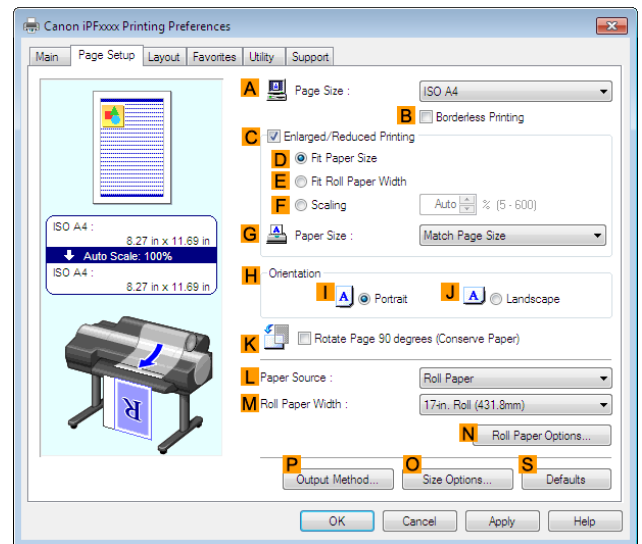 Canon iPFxxxx Printing Preferences
Main Page Setup Layout Favorites Utility Support
A Page Size : ISO A4
B Borderless Printing
C Enlarged/Reduced Printing
D Fit Paper Size
E Fit Roll Paper Width
F Scaling Auto % (5 - 600)
G Paper Size : Match Page Size
ISO A4 :
8.27 in x 11.69 in
Auto Scale: 100%
ISO A4 :
8.27 in x 11.69 in
H Orientation
I A Portrait J A Landscape
K Rotate Page 90 degrees (Conserve Paper)
L Paper Source : Roll Paper
M Roll Paper Width : 17-in. Roll (431.8mm)
R
N Roll Paper Options...
P Output Method... O Size Options... S Defaults
OK Cancel Apply Help